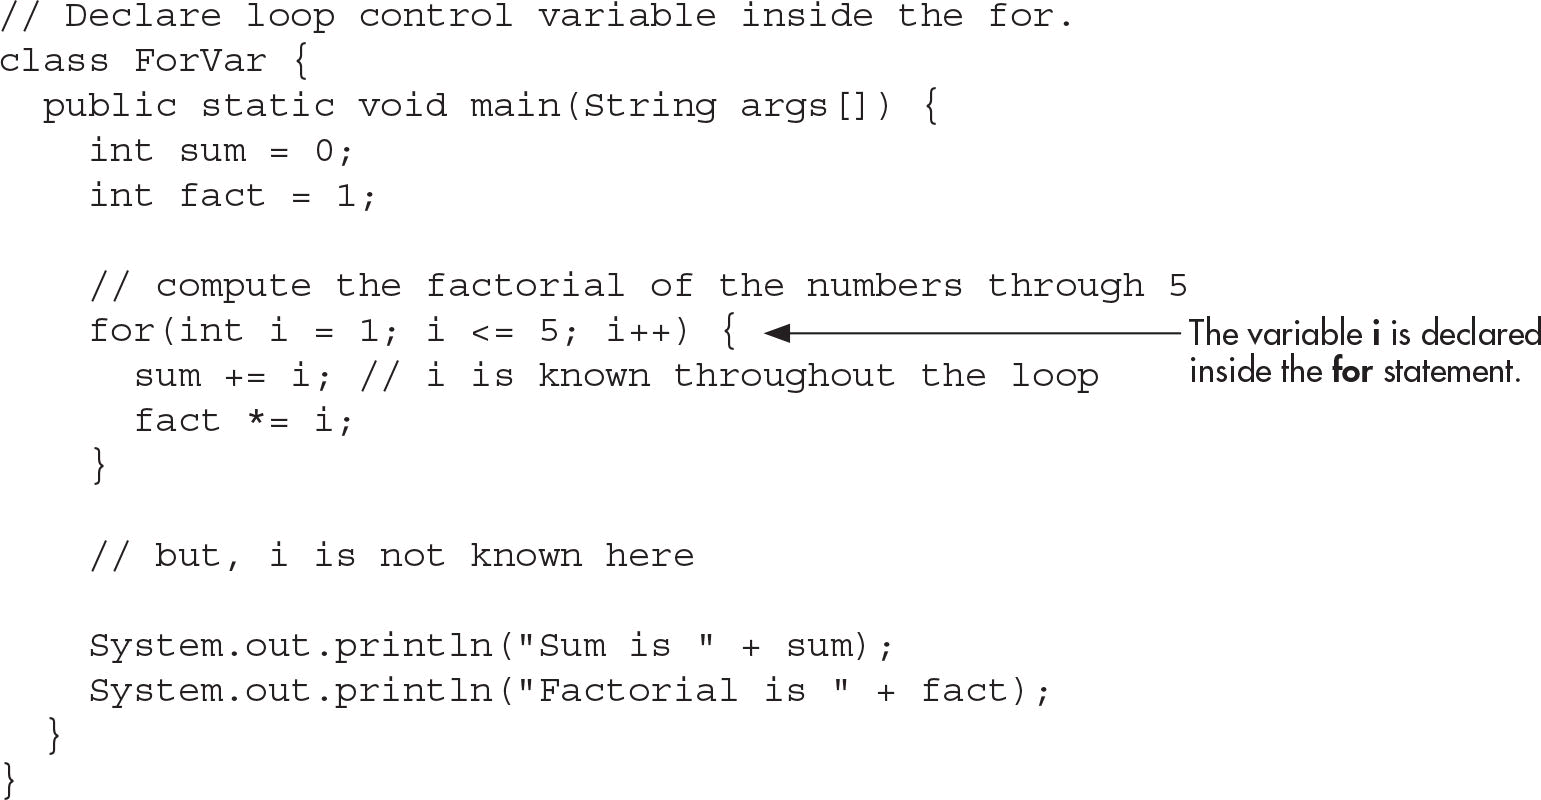 // Declare loop control variable inside the for.
class ForVar {
  public static void main(String args[]) {
    int sum = 0;
    int fact = 1;

    // compute the factorial of the numbers through 5
    for(int i = 1; i <= 5; i++) {
The variable i is declared
inside the for statement.
      sum += i; // i is known throughout the loop
      fact *= i;
    }

    // but, i is not known here

    System.out.println("Sum is " + sum);
    System.out.println("Factorial is " + fact);
  }
}